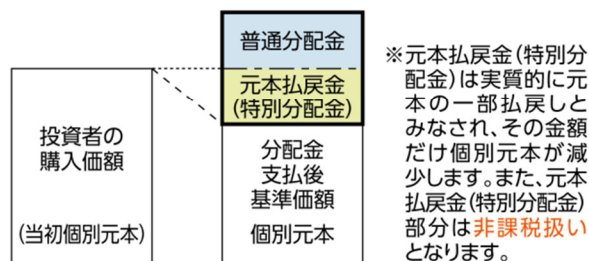 普通分配金
元本払戻金
(特別分配金)
投資者の
購入価額
(当初個別元本)
分配金
支払後
基準価額
個別元本
※元本払戻金(特別分
配金)は実質的に元
本の一部払戻しと
みなされ、その金額
だけ個別元本が減
少します。また、元本
払戻金(特別分配金)
部分は非課税扱い
となります。